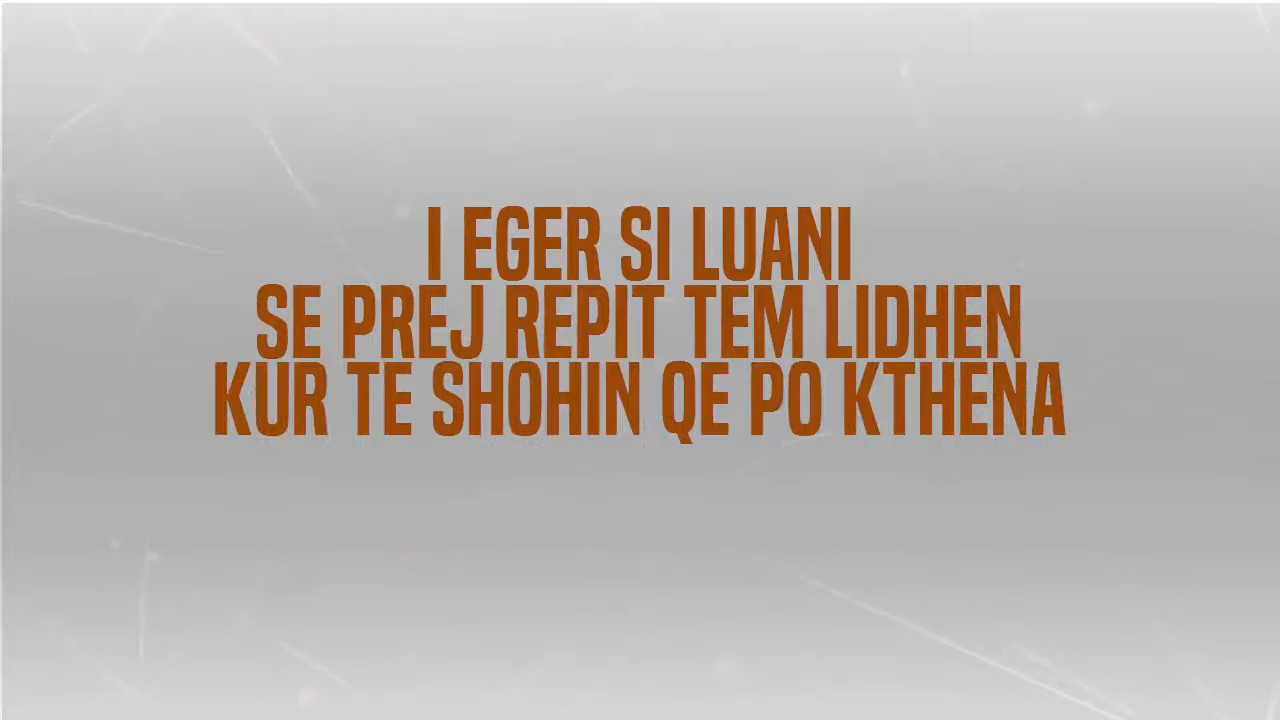 I EGER SI LUANI
SE PREJ REPIT TEM LIDHEN
KUR TE SHOHIN QE PO KTHENA